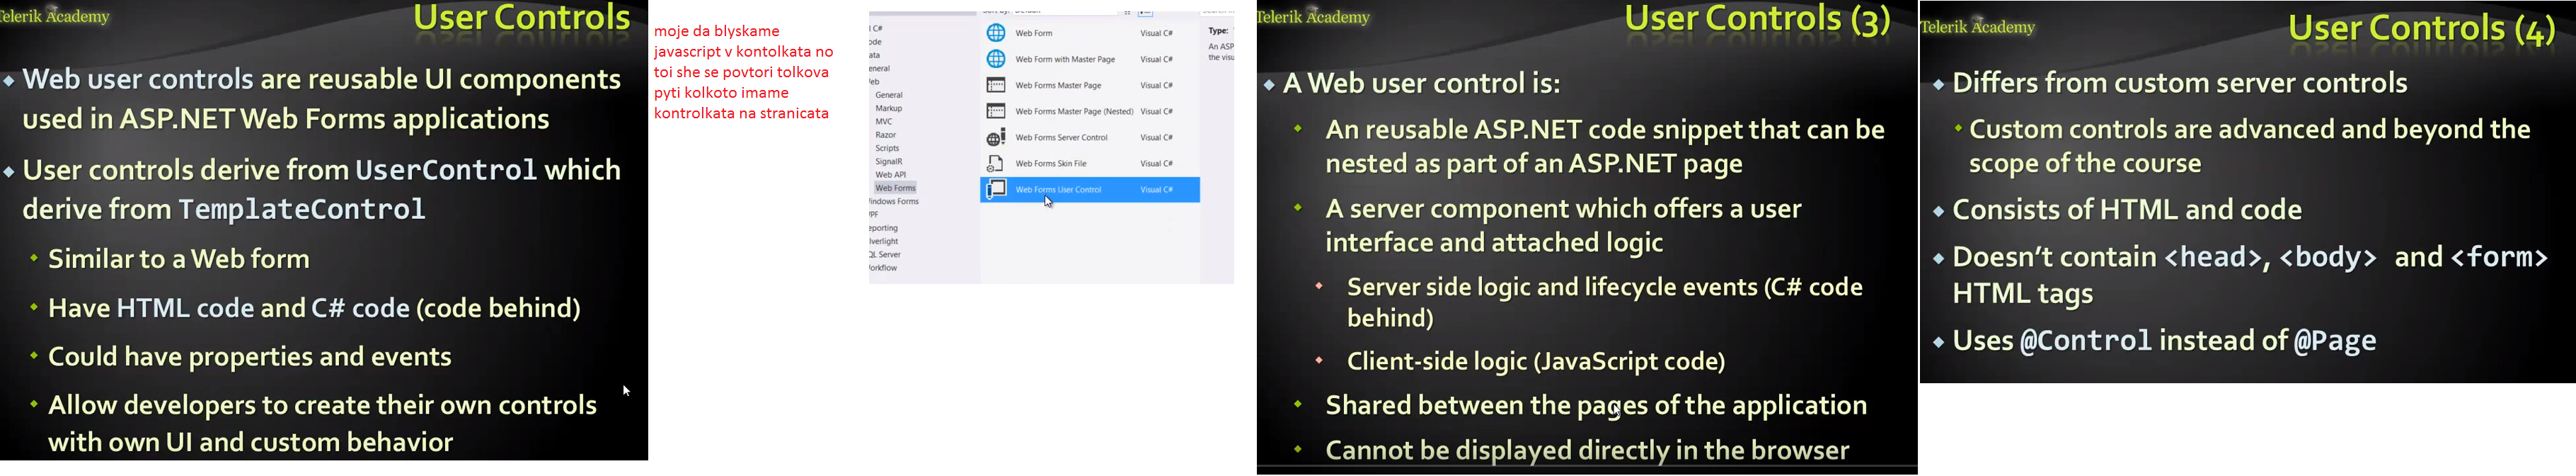 Telerik Academy
User Controls
Web user controls are reusable UI components
used in ASP.NET Web Forms applications
User controls derive from UserControl which
derive from TemplateControl
Similar to a Web form
Have HTML code and C# code (code behind)
Could have properties and events
Allow developers to create their own controls
with own UI and custom behavior
moje da blyskame
javascript v kontolkata no
toi she se povtori tolkova
pyti kolkoto imame
kontrolkata na stranicata
C#
ode
ata
eneral
eb
General
Markup
MVC
Razor
Scripts
SignalR
Web API
Web Forms
indows Forms
PF
eporting
lverlight
QL Server
orkflow
Web Form Visual C#
Web Form with Master Page Visual C#
Web Forms Master Page Visual C#
Web Forms Master Page (Nested) Visual C#
Web Forms Server Control Visual C#
Web Forms Skin File Visual C#
Web Forms User Control Visual C#
Type:
An ASP
the visu
Telerik Academy
User Controls (3)
A Web user control is:
An reusable ASP.NET code snippet that can be
nested as part of an ASP.NET page
A server component which offers a user
interface and attached logic
Server side logic and lifecycle events (C# code
behind)
Client-side logic (JavaScript code)
Shared between the pages of the application
Cannot be displayed directly in the browser
Telerik Academy
User Controls (4)
Differs from custom server controls
Custom controls are advanced and beyond the
scope of the course
Consists of HTML and code
Doesn't contain <head>, <body> and <form>
HTML tags
Uses @Control instead of @Page